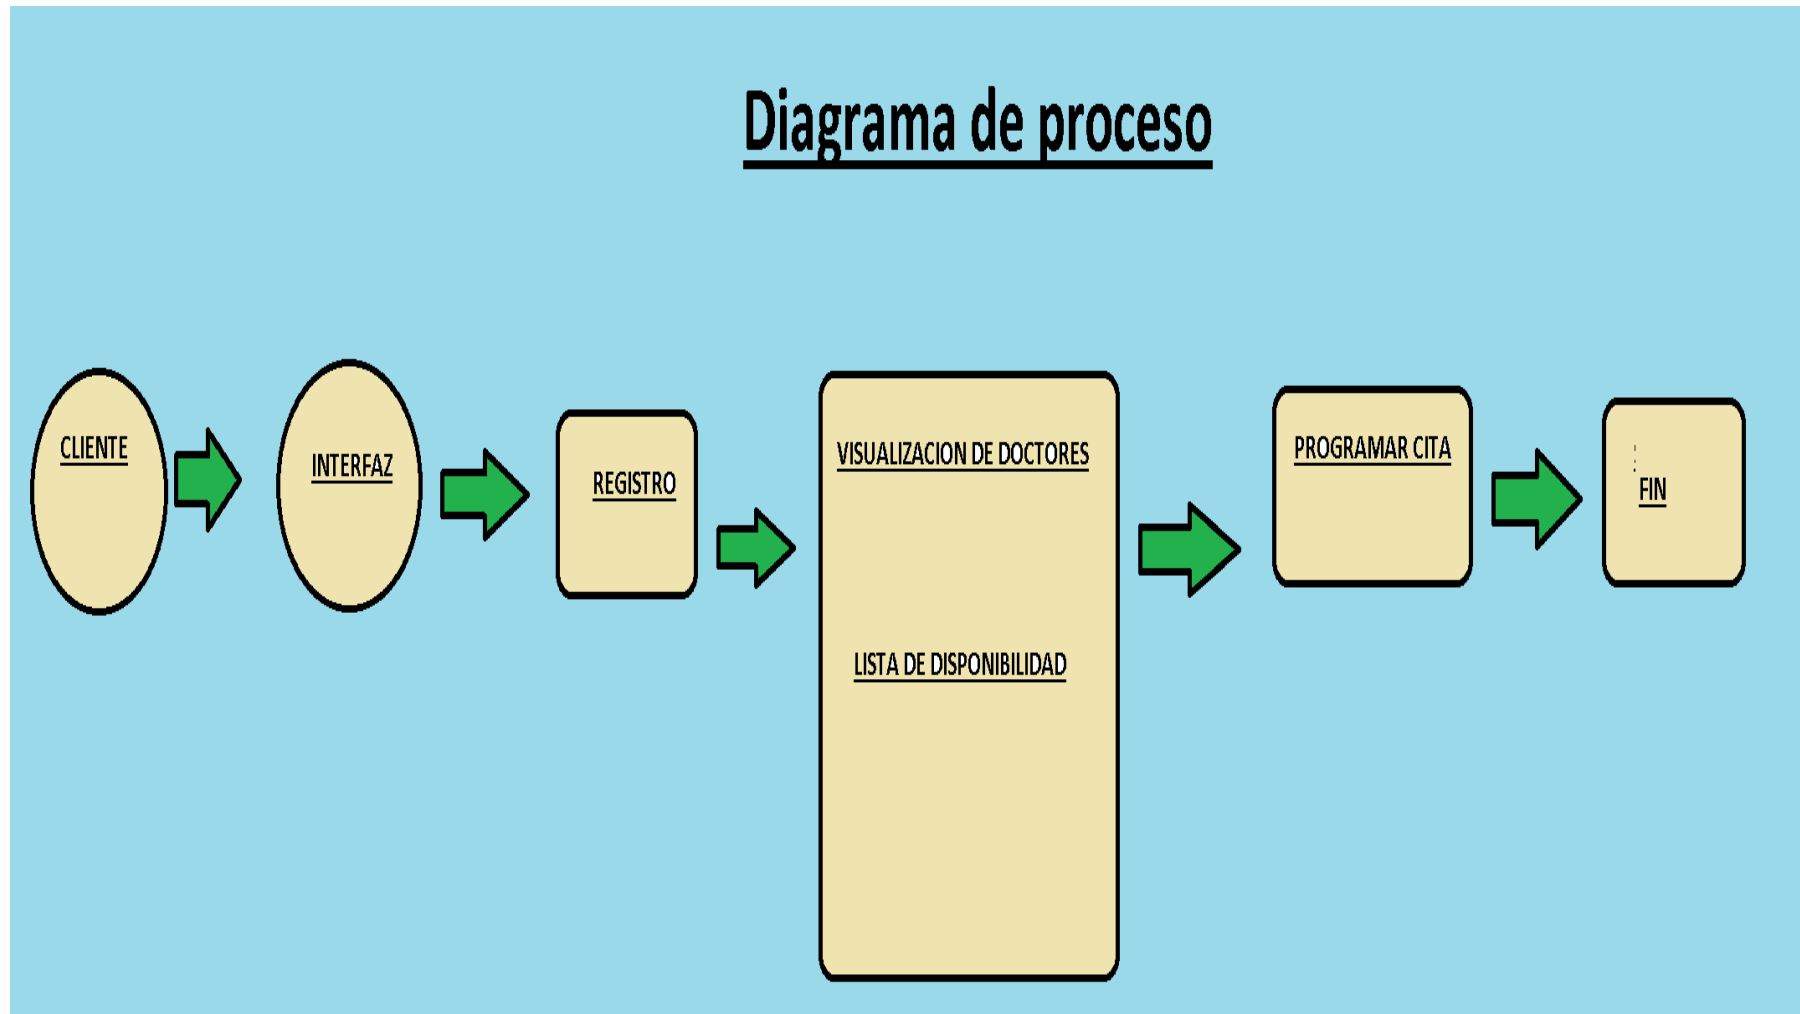 Diagrama de proceso
CLIENTE
INTERFAZ
REGISTRO
VISUALIZACION DE DOCTORES
LISTA DE DISPONIBILIDAD
PROGRAMAR CITA
FIN